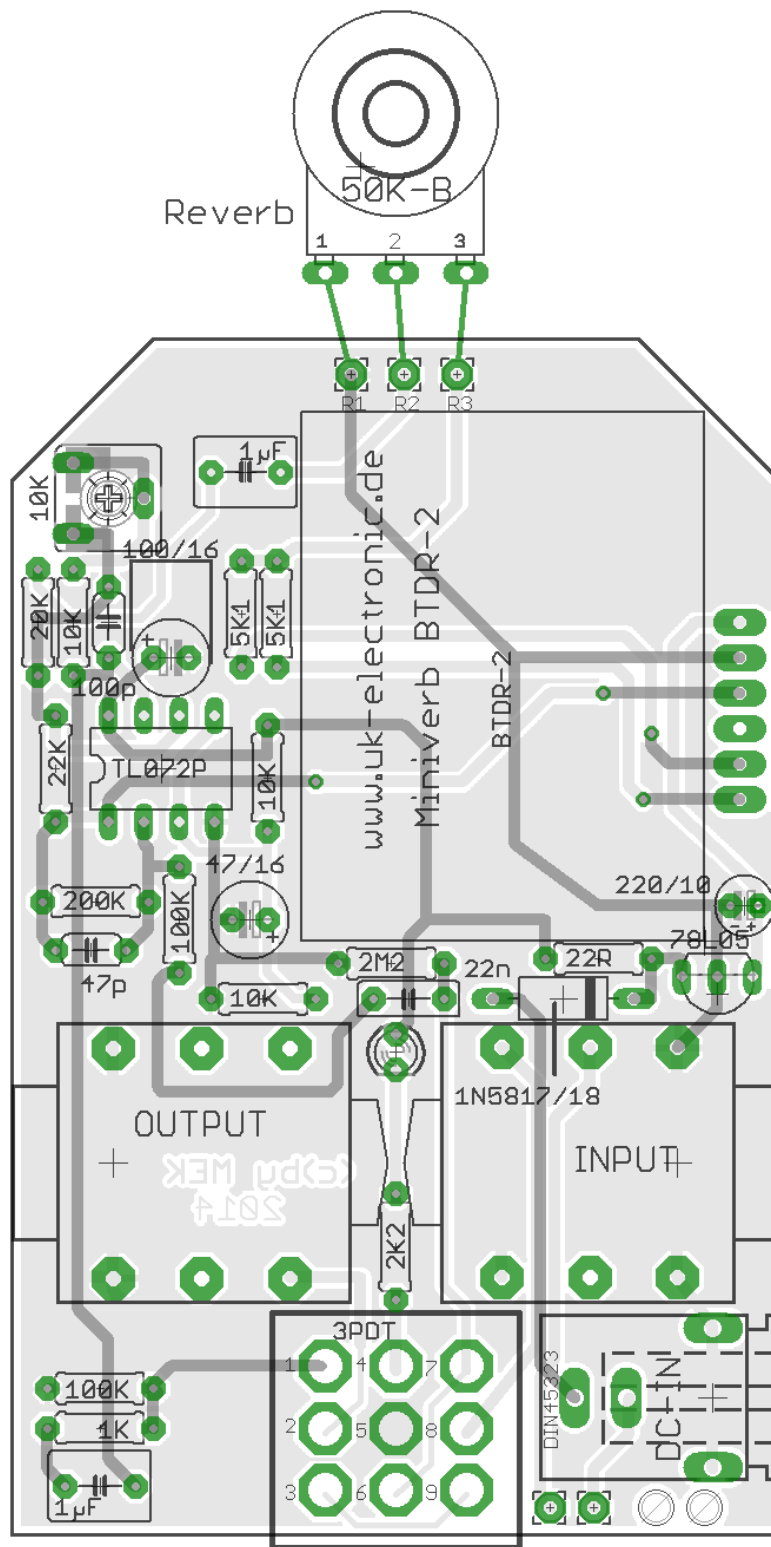 Reverb
50K-B
1 2 3
R1 R2 R3
1µF
10K
100/16
www.uk-electronic.de
Miniverb BTDR-2
BTDR-2
20K
10K
5K1
5K1
100p
22K
TL072P
10K
47/16
220/10
200K
100K
78L05
47p
2M2
22n
22R
10K
1N5817/18
OUTPUT
INPUT
(c)by MEK
2014
2K2
3PDT
1 4 7
2 5 8
3 6 9
DIN45323
DC-IN
100K
1K
1µF